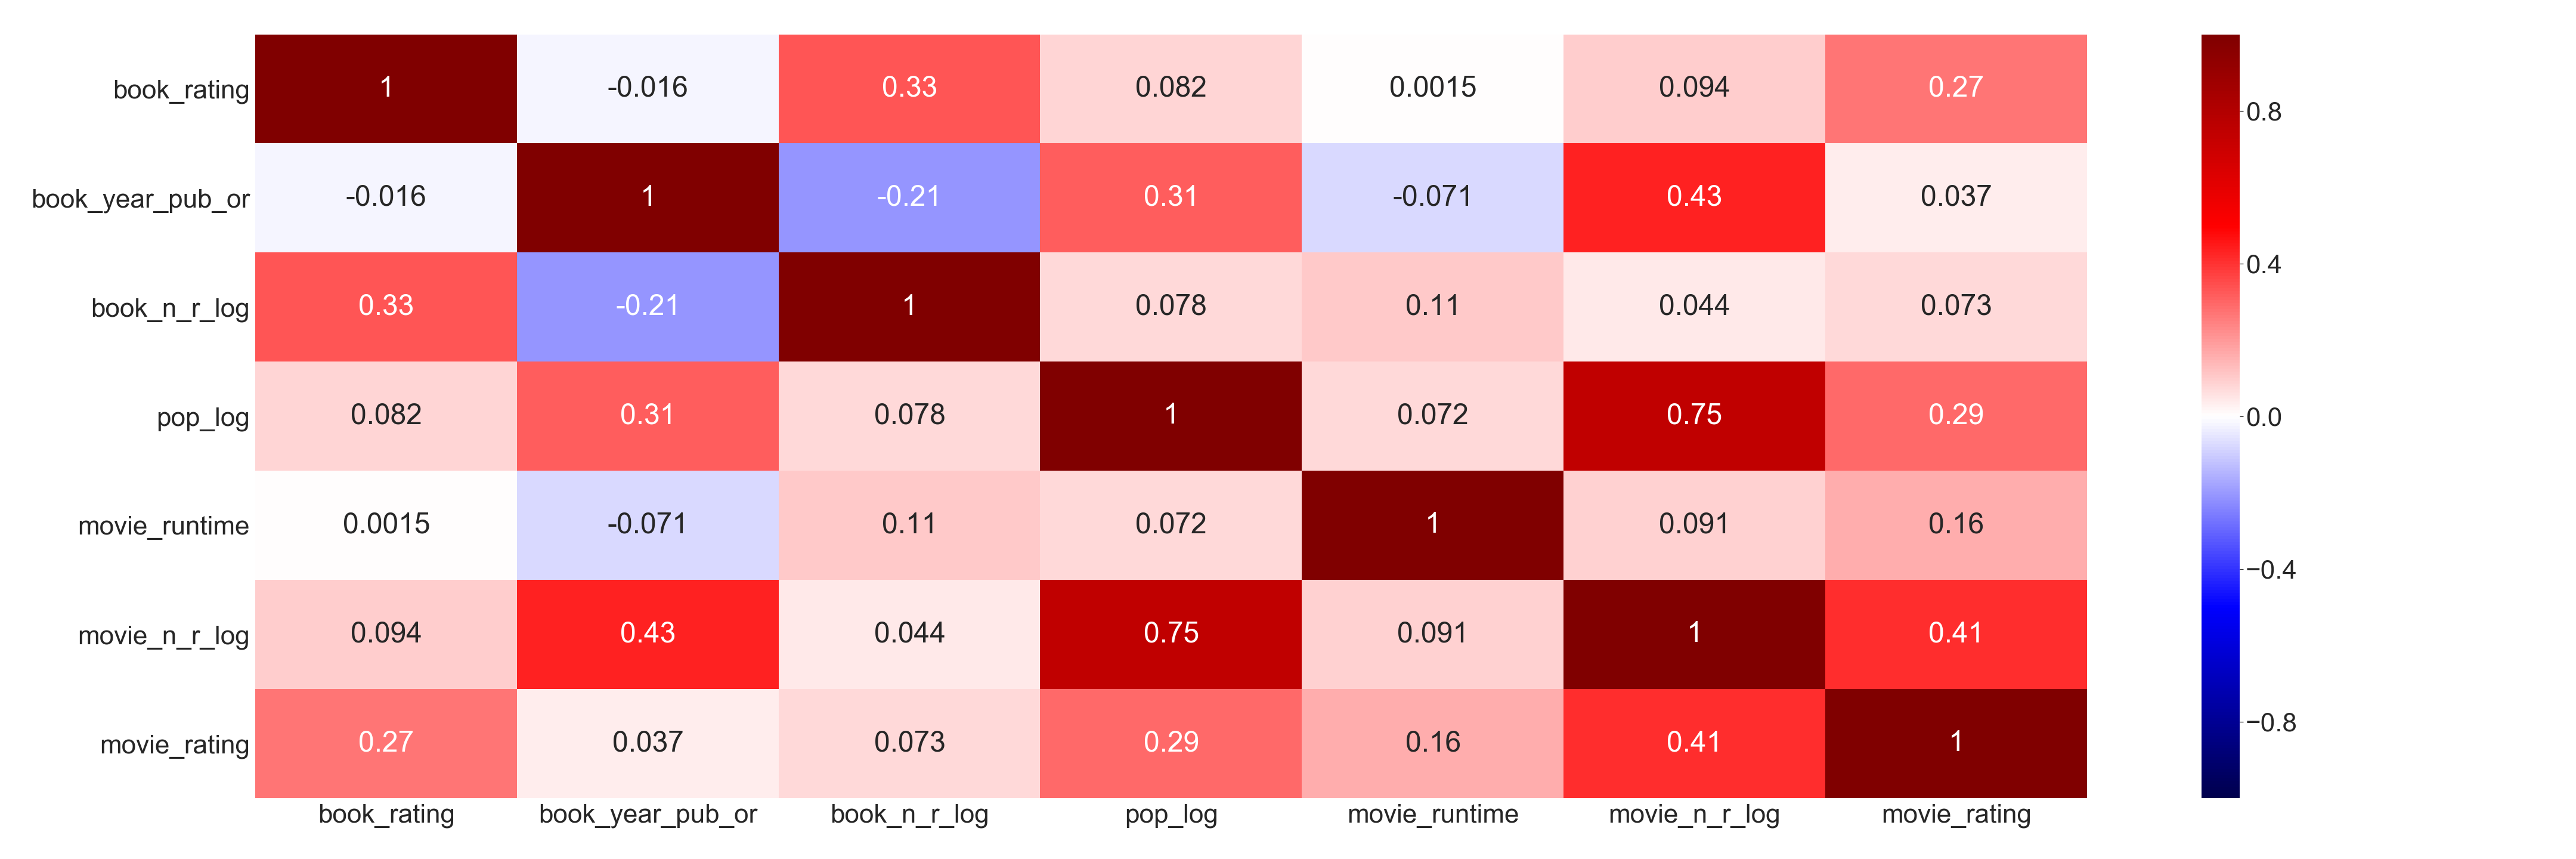 book_rating 1 -0.016 0.33 0.082 0.0015 0.094 0.27
book_year_pub_or -0.016 1 -0.21 0.31 -0.071 0.43 0.037
book_n_r_log 0.33 -0.21 1 0.078 0.11 0.044 0.073
pop_log 0.082 0.31 0.078 1 0.072 0.75 0.29
movie_runtime 0.0015 -0.071 0.11 0.072 1 0.091 0.16
movie_n_r_log 0.094 0.43 0.044 0.75 0.091 1 0.41
movie_rating 0.27 0.037 0.073 0.29 0.16 0.41 1
book_rating book_year_pub_or book_n_r_log pop_log movie_runtime movie_n_r_log movie_rating
0.8
0.4
0.0
−0.4
−0.8